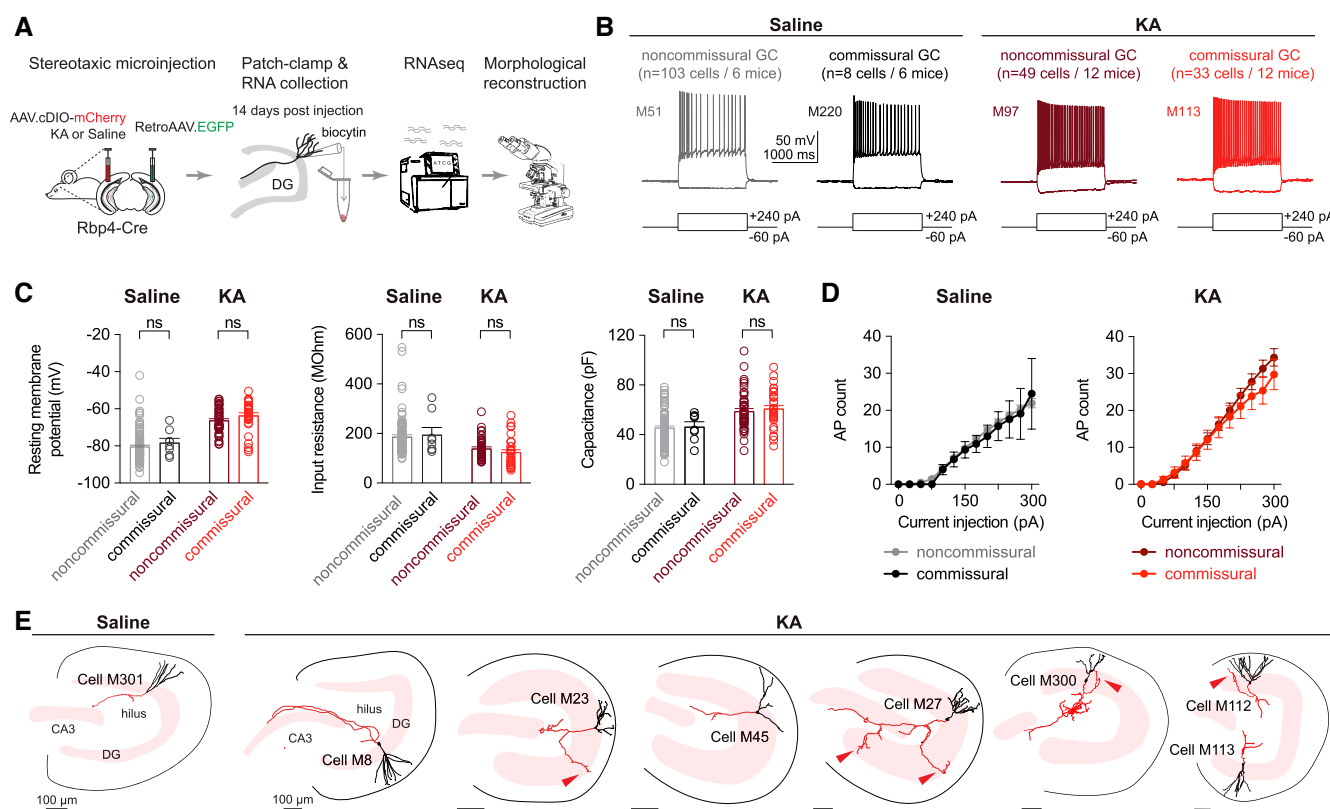 A
Stereotaxic microinjection
Patch-clamp &
RNA collection
RNAseq
Morphological
reconstruction
AAV.cDIO-mCherry
KA or Saline
RetroAAV.EGFP
Rbp4-Cre
14 days post injection
biocytin
DG
ATCG
B
Saline
KA
noncommissural GC
(n=103 cells / 6 mice)
commissural GC
(n=8 cells / 6 mice)
noncommissural GC
(n=49 cells / 12 mice)
commissural GC
(n=33 cells / 12 mice)
M51
M220
M97
M113
50 mV
1000 ms
+240 pA
-60 pA
+240 pA
-60 pA
+240 pA
-60 pA
+240 pA
-60 pA
C
Saline
KA
ns
ns
Resting membrane
potential (mV)
-20
-40
-60
-80
-100
noncommissural
commissural
noncommissural
commissural
Saline
KA
ns
ns
Input resistance (MOhm)
600
400
200
0
noncommissural
commissural
noncommissural
commissural
Saline
KA
ns
ns
Capacitance (pF)
120
80
40
0
noncommissural
commissural
noncommissural
commissural
D
Saline
AP count
40
30
20
10
0
0
150
300
Current injection (pA)
noncommissural
commissural
KA
AP count
40
30
20
10
0
0
150
300
Current injection (pA)
noncommissural
commissural
E
Saline
KA
Cell M301
hilus
CA3
DG
100 µm
hilus
DG
CA3
Cell M8
100 µm
Cell M23
Cell M45
Cell M27
Cell M300
Cell M112
Cell M113